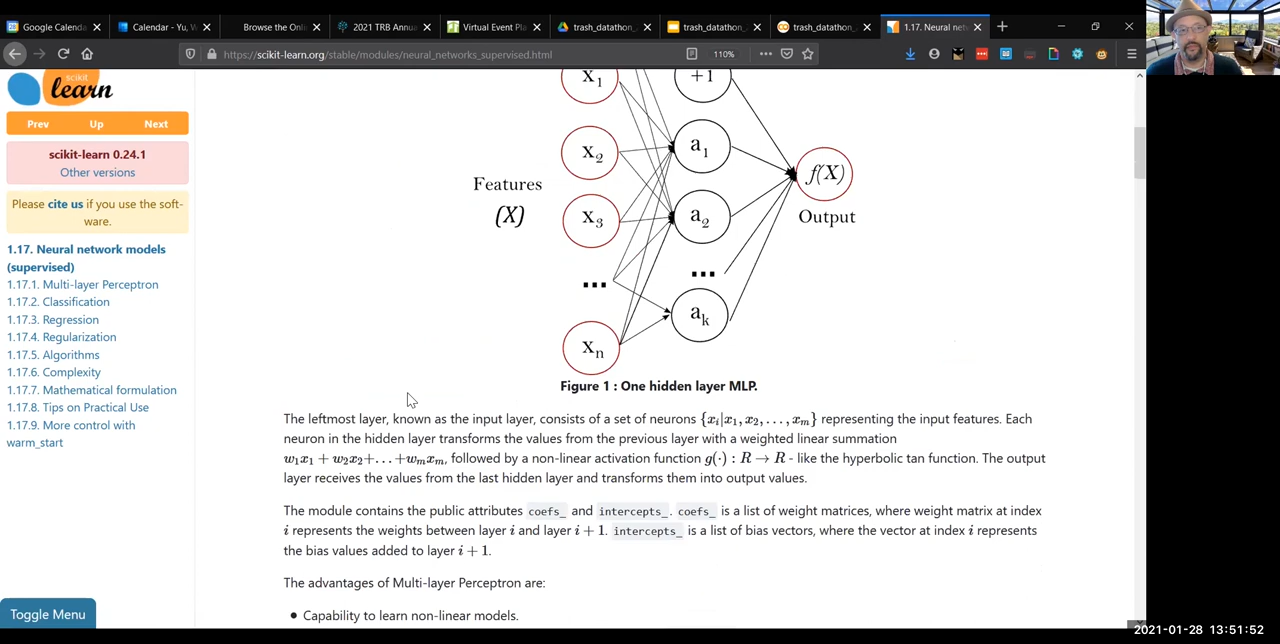 Google Calenda
Calendar - Yu, W
Browse the Onli
2021 TRB Annua
Virtual Event Pla
trash_datathon_
trash_datathon_
trash_datathon_
1.17. Neural net
https://scikit-learn.org/stable/modules/neural_networks_supervised.html
110%
scikit
learn
Prev Up Next
scikit-learn 0.24.1
Other versions
Please cite us if you use the soft-
ware.
1.17. Neural network models
(supervised)
1.17.1. Multi-layer Perceptron
1.17.2. Classification
1.17.3. Regression
1.17.4. Regularization
1.17.5. Algorithms
1.17.6. Complexity
1.17.7. Mathematical formulation
1.17.8. Tips on Practical Use
1.17.9. More control with
warm_start
Toggle Menu
x1
+1
x2
a1
Features
(X)
x3
a2
f(X)
Output
...
...
xn
ak
Figure 1 : One hidden layer MLP.
The leftmost layer, known as the input layer, consists of a set of neurons {xi|x1, x2, . . . , xm} representing the input features. Each
neuron in the hidden layer transforms the values from the previous layer with a weighted linear summation
w1x1 + w2x2+. . .+wmxm, followed by a non-linear activation function g(·) : R → R - like the hyperbolic tan function. The output
layer receives the values from the last hidden layer and transforms them into output values.
The module contains the public attributes coefs_ and intercepts_. coefs_ is a list of weight matrices, where weight matrix at index
i represents the weights between layer i and layer i + 1. intercepts_ is a list of bias vectors, where the vector at index i represents
the bias values added to layer i + 1.
The advantages of Multi-layer Perceptron are:
• Capability to learn non-linear models.
2021-01-28 13:51:52